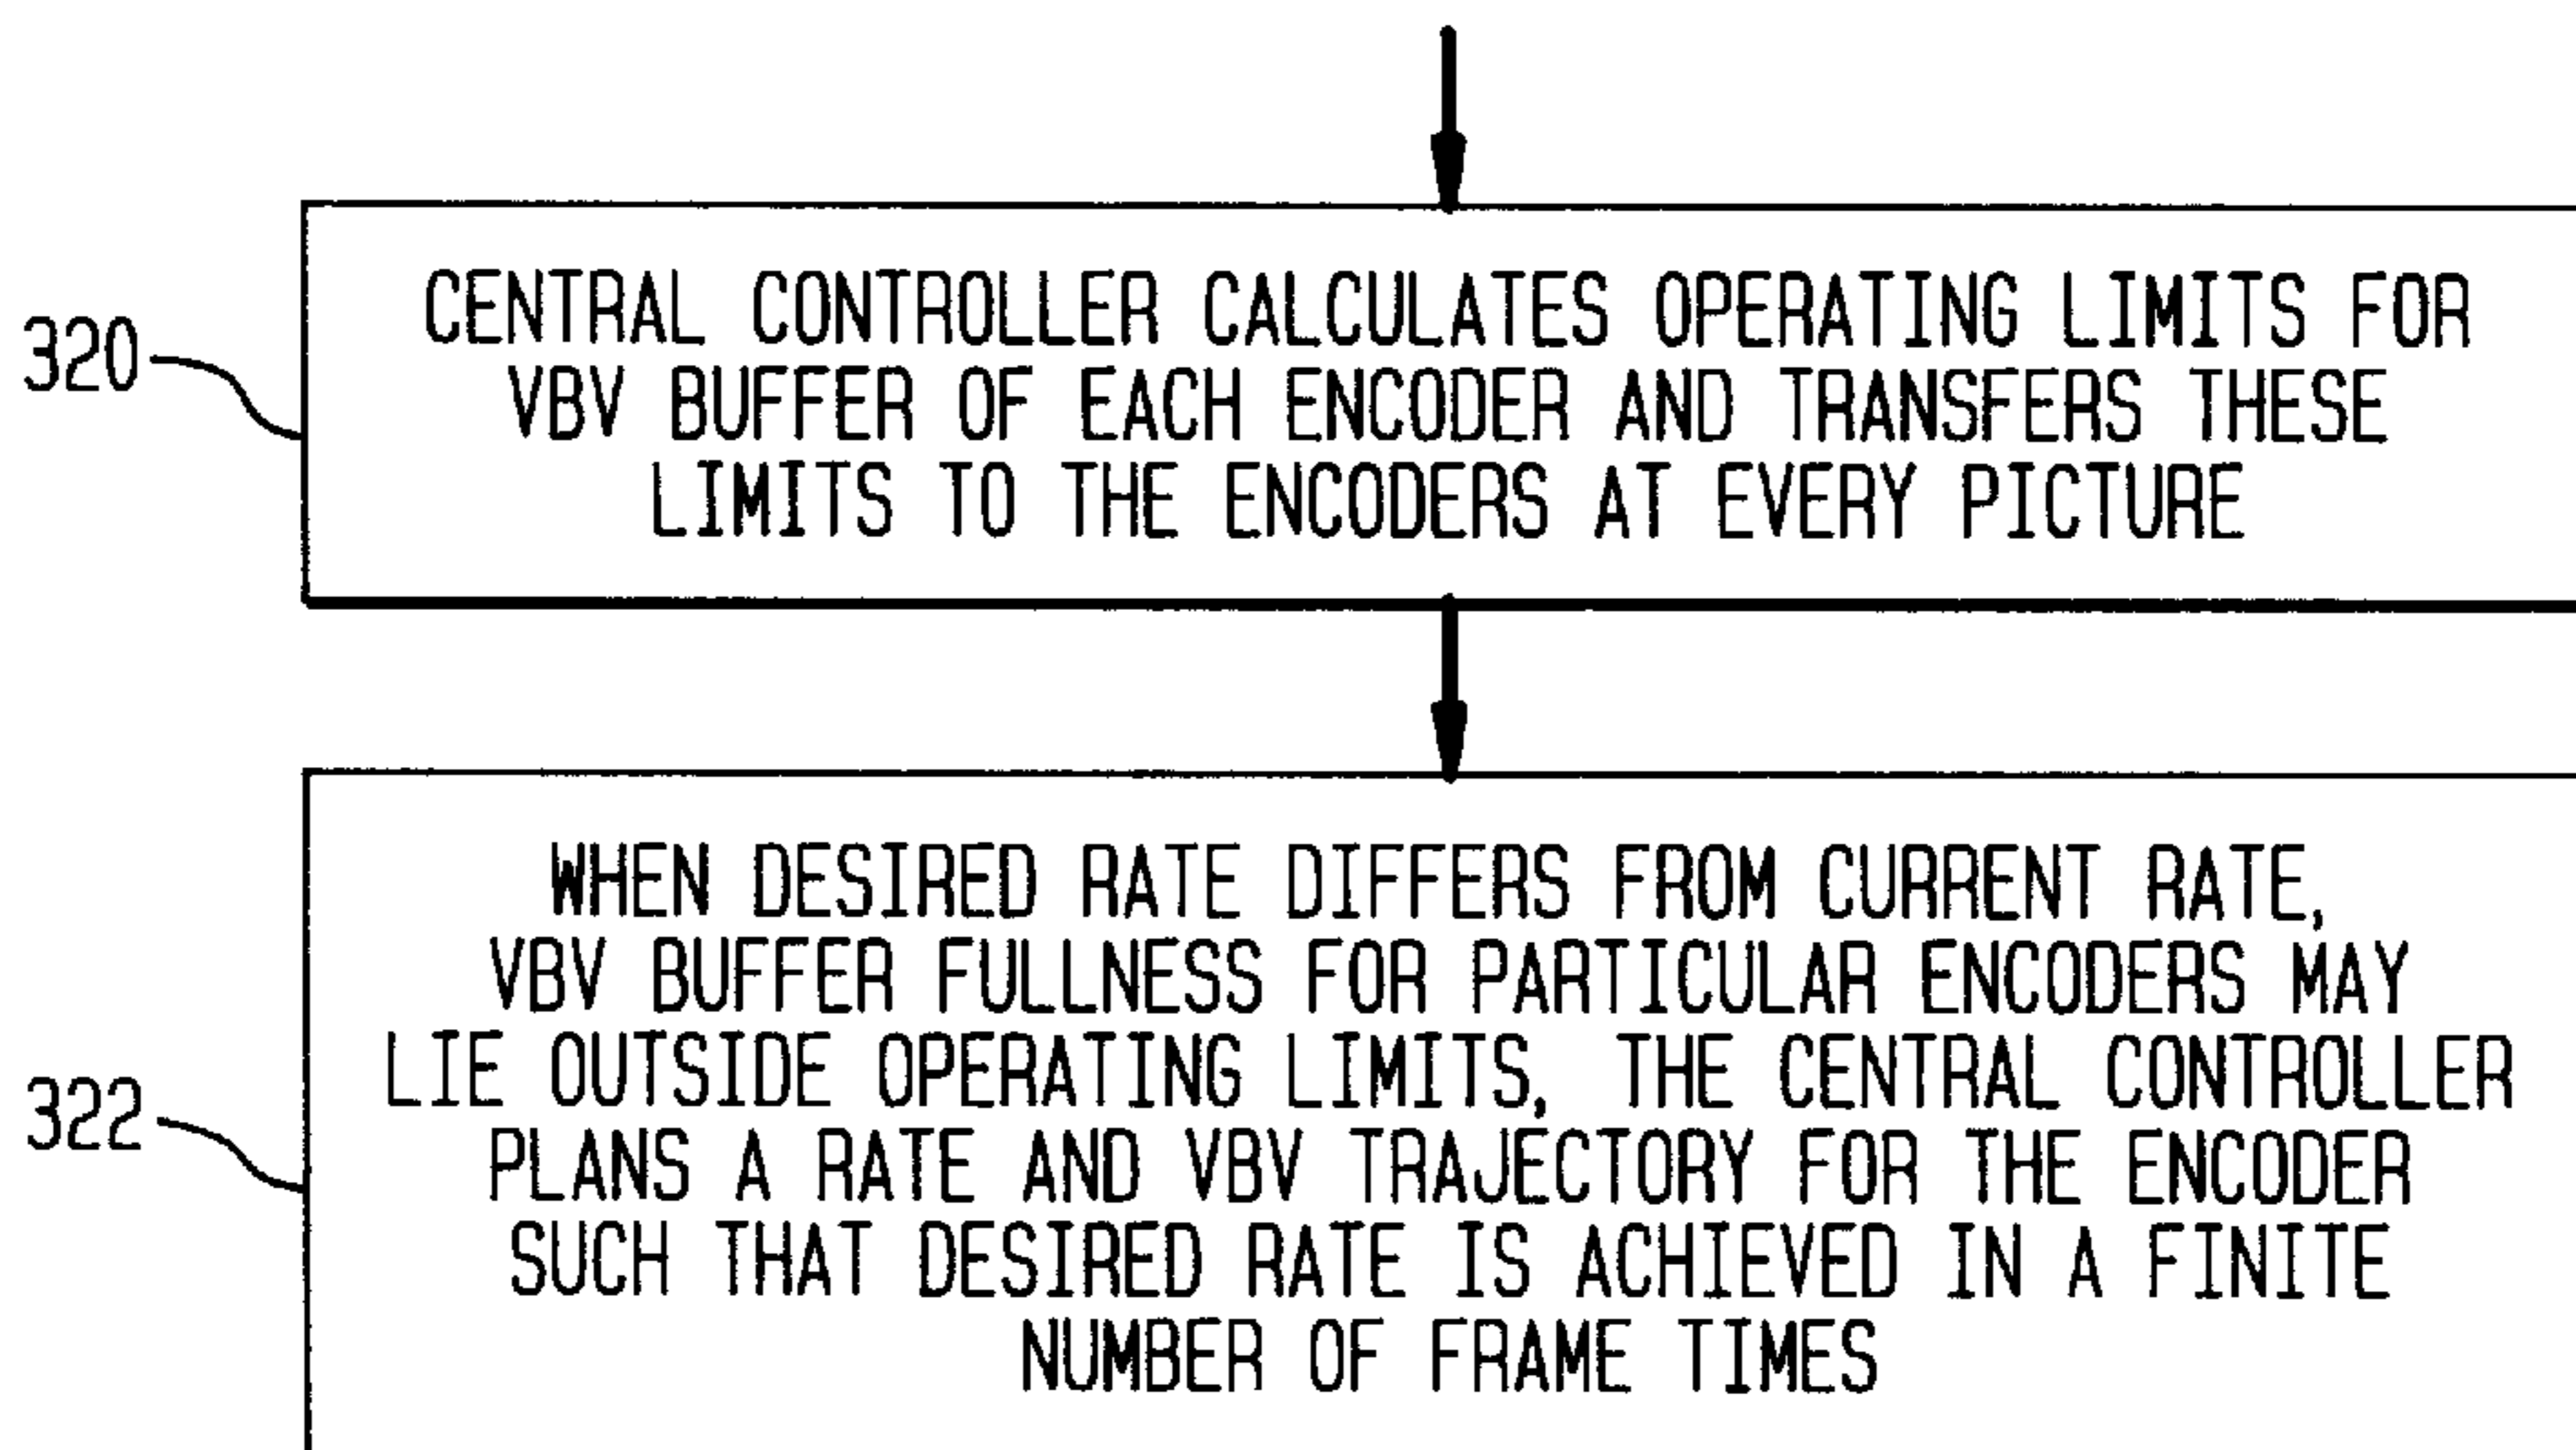 CENTRAL CONTROLLER CALCULATES OPERATING LIMITS FOR
VBV BUFFER OF EACH ENCODER AND TRANSFERS THESE
LIMITS TO THE ENCODERS AT EVERY PICTURE
320
WHEN DESIRED RATE DIFFERS FROM CURRENT RATE,
VBV BUFFER FULLNESS FOR PARTICULAR ENCODERS MAY
LIE OUTSIDE OPERATING LIMITS, THE CENTRAL CONTROLLER
PLANS A RATE AND VBV TRAJECTORY FOR THE ENCODER
SUCH THAT DESIRED RATE IS ACHIEVED IN A FINITE
NUMBER OF FRAME TIMES
322